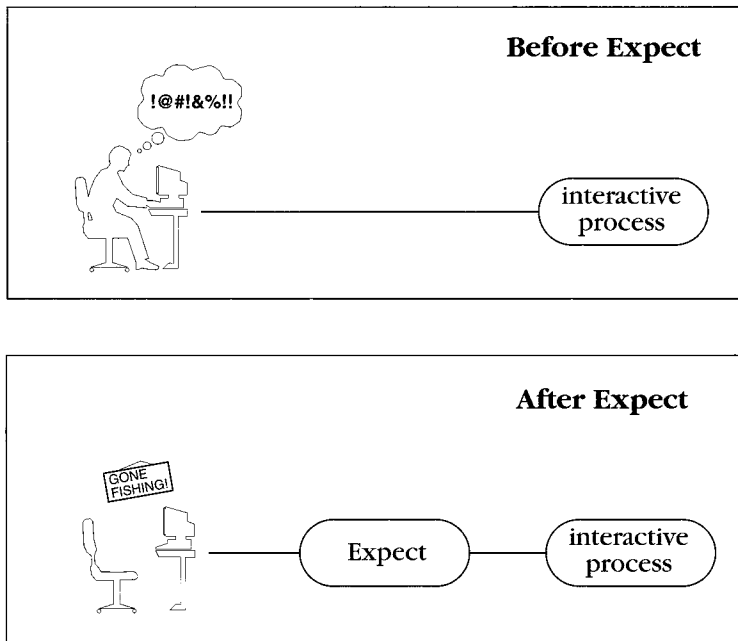 Before Expect
!@#!&%!!
interactive
process
After Expect
GONE
FISHING!
Expect
interactive
process